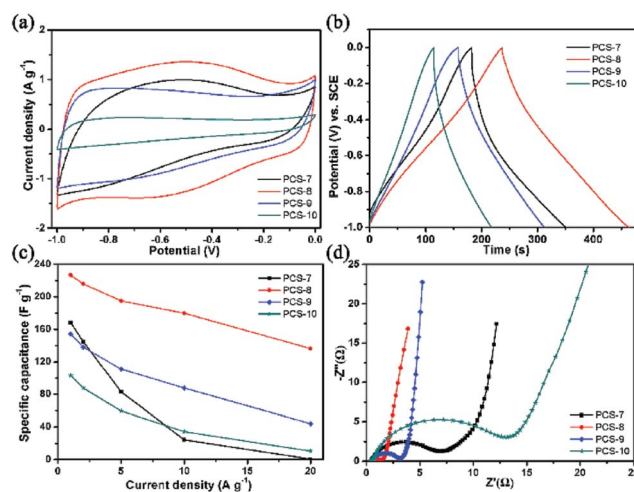 (a)
2
1
0
-1
-2
-1.0 -0.8 -0.6 -0.4 -0.2 0.0
Current density (A g⁻¹)
Potential (V)
PCS-7
PCS-8
PCS-9
PCS-10
(b)
0.0
-0.2
-0.4
-0.6
-0.8
-1.0
0 100 200 300 400
Potential (V) vs. SCE
Time (s)
PCS-7
PCS-8
PCS-9
PCS-10
(c)
240
200
160
120
80
40
0
5 10 15 20
Specific capacitance (F g⁻¹)
Current density (A g⁻¹)
PCS-7
PCS-8
PCS-9
PCS-10
(d)
25
20
15
10
5
0
0 5 10 15 20 25
-Z''(Ω)
Z'(Ω)
PCS-7
PCS-8
PCS-9
PCS-10